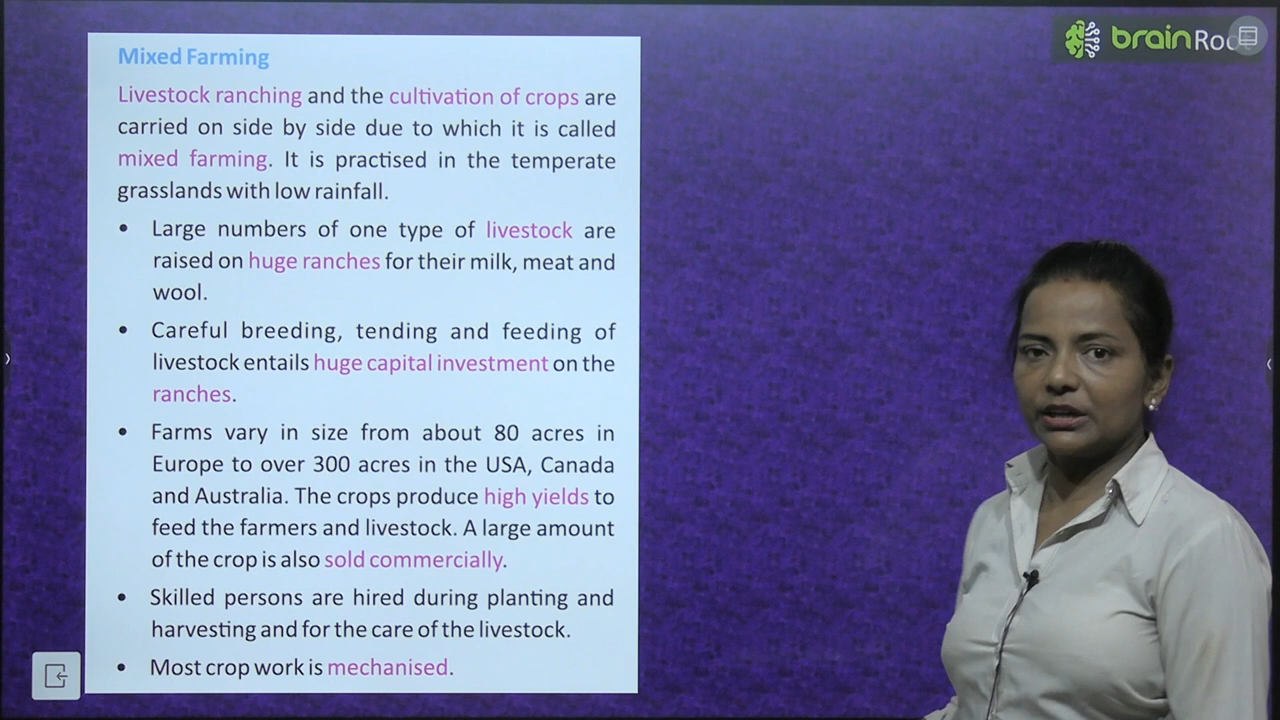 Mixed Farming
Livestock ranching and the cultivation of crops are
carried on side by side due to which it is called
mixed farming. It is practised in the temperate
grasslands with low rainfall.
• Large numbers of one type of livestock are
raised on huge ranches for their milk, meat and
wool.
• Careful breeding, tending and feeding of
livestock entails huge capital investment on the
ranches.
• Farms vary in size from about 80 acres in
Europe to over 300 acres in the USA, Canada
and Australia. The crops produce high yields to
feed the farmers and livestock. A large amount
of the crop is also sold commercially.
• Skilled persons are hired during planting and
harvesting and for the care of the livestock.
• Most crop work is mechanised.
brain